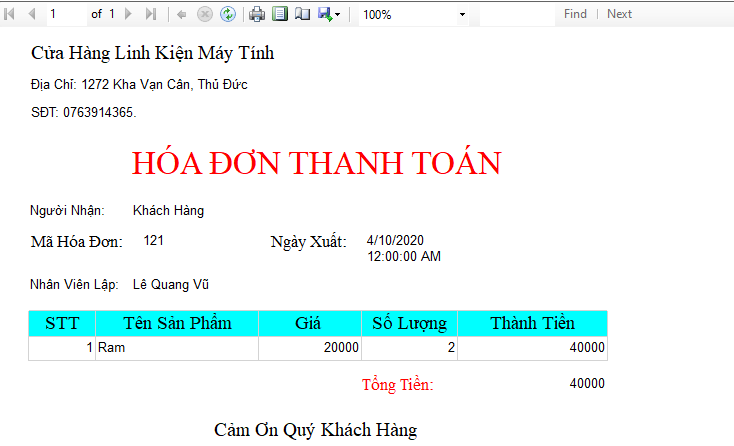 1 of 1 100% Find | Next
Cửa Hàng Linh Kiện Máy Tính
Địa Chỉ: 1272 Kha Vạn Cân, Thủ Đức
SĐT: 0763914365.
HÓA ĐƠN THANH TOÁN
Người Nhận: Khách Hàng
Mã Hóa Đơn: 121 Ngày Xuất: 4/10/2020
12:00:00 AM
Nhân Viên Lập: Lê Quang Vũ
STT Tên Sản Phẩm Giá Số Lượng Thành Tiền
1 Ram 20000 2 40000
Tổng Tiền: 40000
Cảm Ơn Quý Khách Hàng